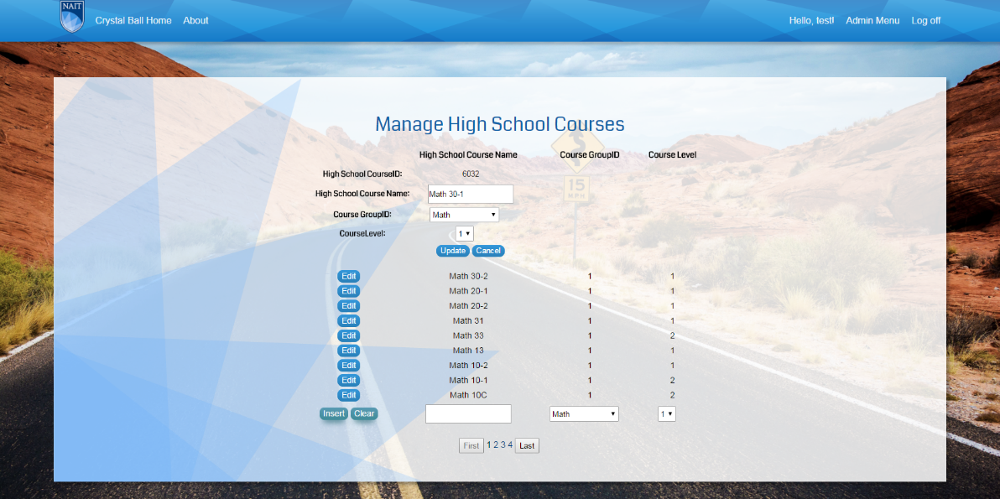 NAIT
Crystal Ball Home About Hello, test! Admin Menu Log off
Manage High School Courses
High School Course Name Course GroupID Course Level
High School CourseID: 6032
High School Course Name: Math 30-1
Course GroupID: Math
CourseLevel: 1
Update Cancel
Edit Math 30-2 1 1
Edit Math 20-1 1 1
Edit Math 20-2 1 1
Edit Math 31 1 1
Edit Math 33 1 2
Edit Math 13 1 1
Edit Math 10-2 1 1
Edit Math 10-1 1 2
Edit Math 10C 1 2
Insert Clear Math 1
First 1 2 3 4 Last
15
MPH